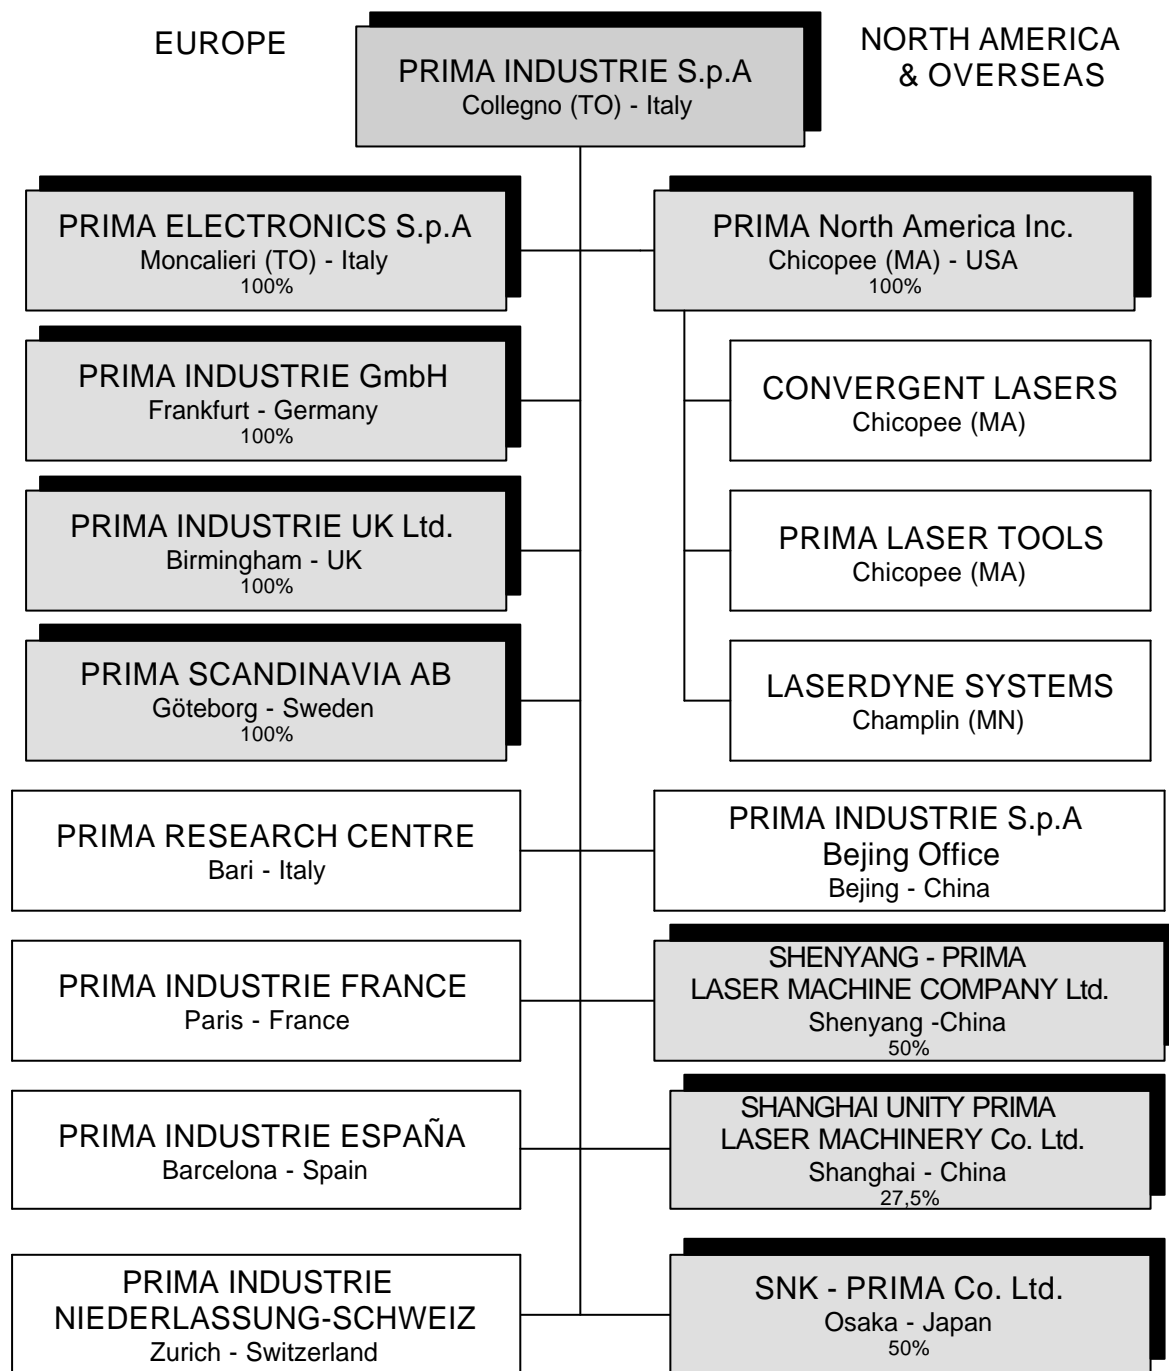 EUROPE
PRIMA INDUSTRIE S.p.A
Collegno (TO) - Italy
NORTH AMERICA
& OVERSEAS
PRIMA ELECTRONICS S.p.A
Moncalieri (TO) - Italy
100%
PRIMA North America Inc.
Chicopee (MA) - USA
100%
PRIMA INDUSTRIE GmbH
Frankfurt - Germany
100%
CONVERGENT LASERS
Chicopee (MA)
PRIMA INDUSTRIE UK Ltd.
Birmingham - UK
100%
PRIMA LASER TOOLS
Chicopee (MA)
PRIMA SCANDINAVIA AB
Göteborg - Sweden
100%
LASERDYNE SYSTEMS
Champlin (MN)
PRIMA RESEARCH CENTRE
Bari - Italy
PRIMA INDUSTRIE S.p.A
Bejing Office
Bejing - China
PRIMA INDUSTRIE FRANCE
Paris - France
SHENYANG - PRIMA
LASER MACHINE COMPANY Ltd.
Shenyang -China
50%
PRIMA INDUSTRIE ESPAÑA
Barcelona - Spain
SHANGHAI UNITY PRIMA
LASER MACHINERY Co. Ltd.
Shanghai - China
27,5%
PRIMA INDUSTRIE
NIEDERLASSUNG-SCHWEIZ
Zurich - Switzerland
SNK - PRIMA Co. Ltd.
Osaka - Japan
50%